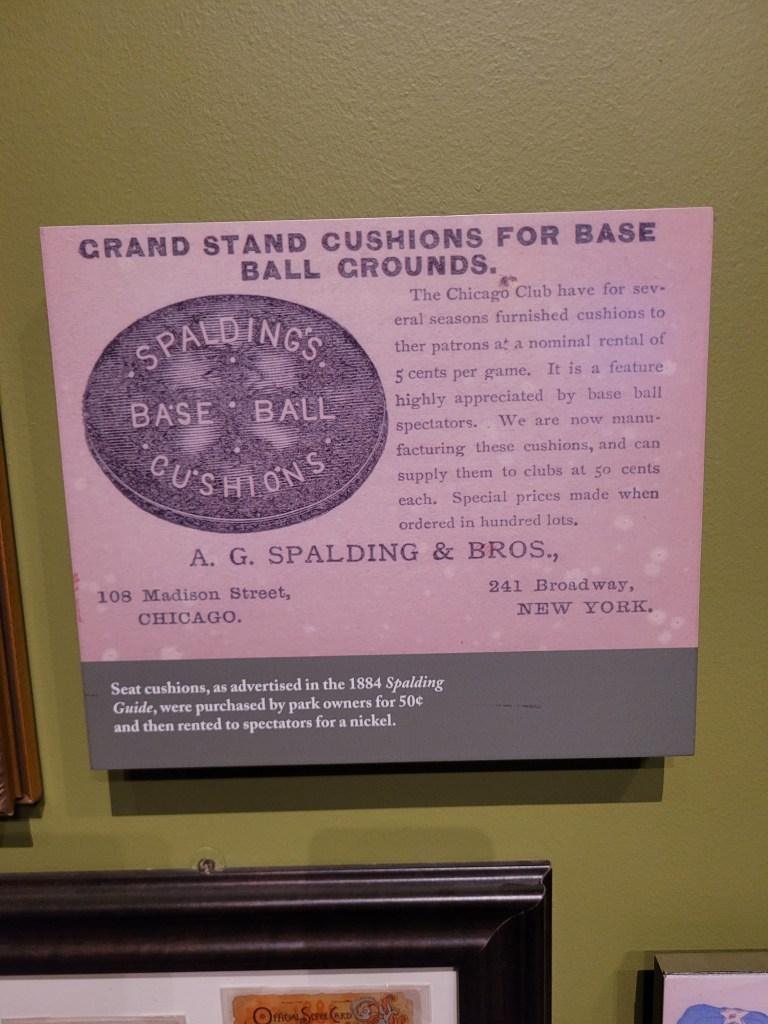 GRAND STAND CUSHIONS FOR BASE
BALL GROUNDS.
SPALDING'S
BASE BALL
CUSHIONS
The Chicago Club have for sev-
eral seasons furnished cushions to
ther patrons at a nominal rental of
5 cents per game. It is a feature
highly appreciated by base ball
spectators. We are now manu-
facturing these cushions, and can
supply them to clubs at 50 cents
each. Special prices made when
ordered in hundred lots.
A. G. SPALDING & BROS.,
108 Madison Street,
CHICAGO.
241 Broadway,
NEW YORK.
Seat cushions, as advertised in the 1884 Spalding
Guide, were purchased by park owners for 50¢
and then rented to spectators for a nickel.
OFFICIAL SCORE CARD